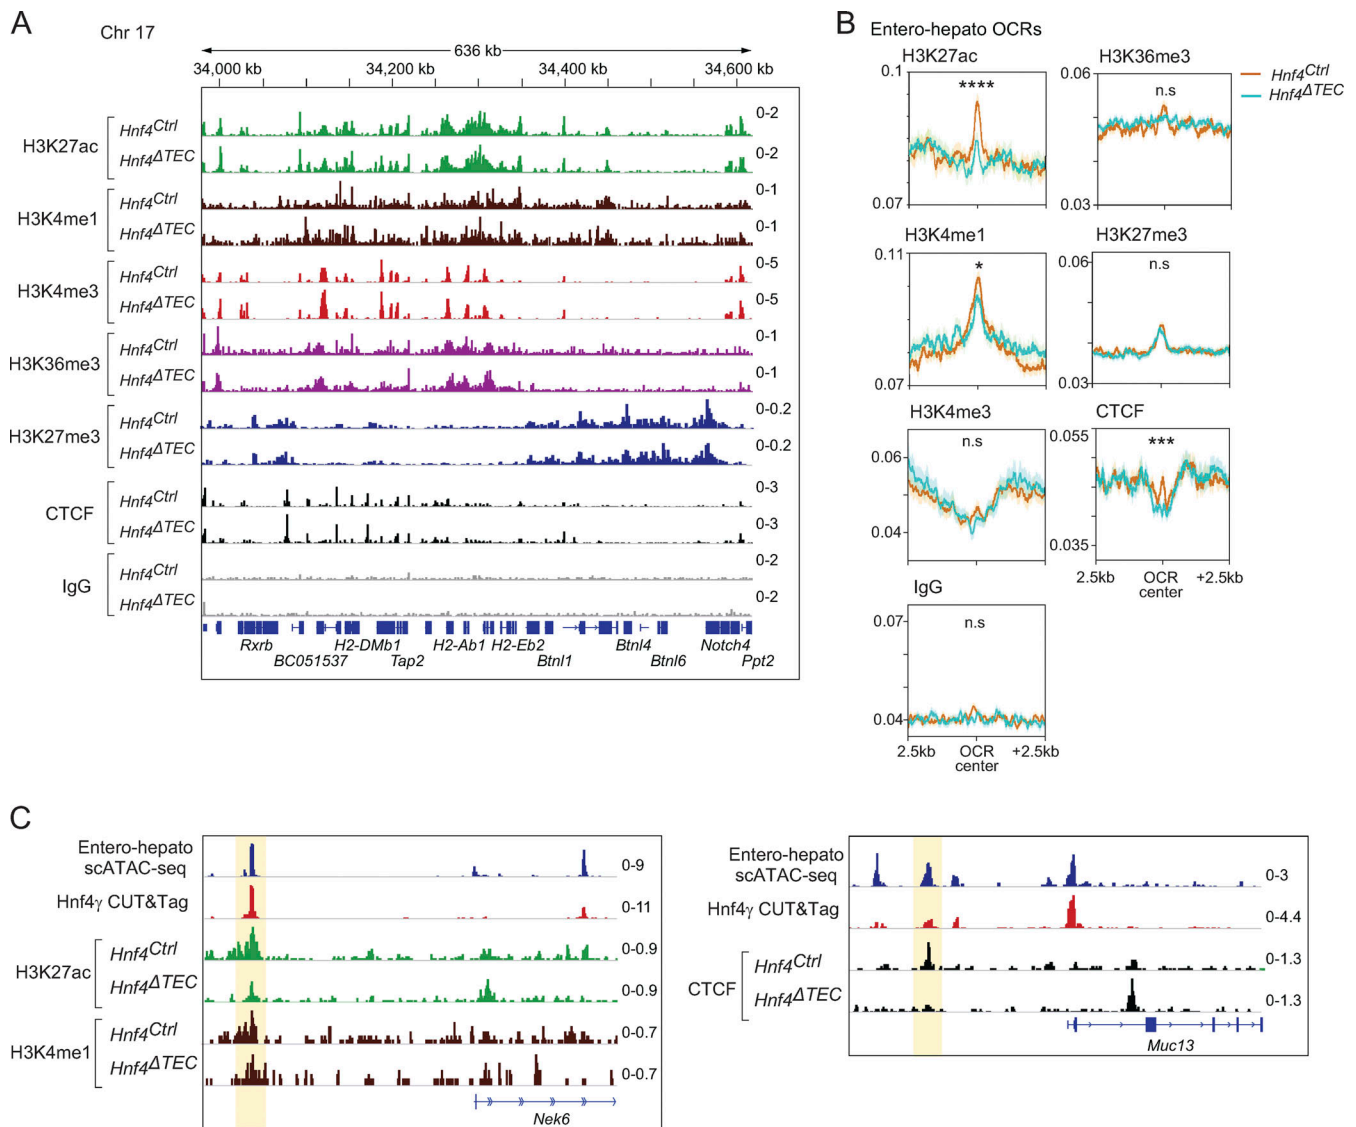 A
Chr 17
636 kb
34,000 kb 34,200 kb 34,400 kb 34,600 kb
H3K27ac
Hnf4Ctrl 0-2
Hnf4ΔTEC 0-2
H3K4me1
Hnf4Ctrl 0-1
Hnf4ΔTEC 0-1
H3K4me3
Hnf4Ctrl 0-5
Hnf4ΔTEC 0-5
H3K36me3
Hnf4Ctrl 0-1
Hnf4ΔTEC 0-1
H3K27me3
Hnf4Ctrl 0-0.2
Hnf4ΔTEC 0-0.2
CTCF
Hnf4Ctrl 0-3
Hnf4ΔTEC 0-3
IgG
Hnf4Ctrl 0-2
Hnf4ΔTEC 0-2
Rxrb H2-DMb1 H2-Ab1 H2-Eb2 Btnl4 Notch4
BC051537 Tap2 Btnl1 Btnl6 Ppt2
B
Entero-hepato OCRs
H3K27ac
0.1
****
0.07
H3K36me3
0.06
n.s
0.03
Hnf4Ctrl
Hnf4ΔTEC
H3K4me1
0.11
*
0.07
H3K27me3
0.06
n.s
0.03
H3K4me3
n.s
0.06
0.04
CTCF
0.055
***
0.035
2.5kb OCR +2.5kb
center
IgG
0.07
n.s
0.04
2.5kb OCR +2.5kb
center
C
Entero-hepato
scATAC-seq 0-9
Hnf4γ CUT&Tag 0-11
H3K27ac
Hnf4Ctrl 0-0.9
Hnf4ΔTEC 0-0.9
H3K4me1
Hnf4Ctrl 0-0.7
Hnf4ΔTEC 0-0.7
Nek6
Entero-hepato
scATAC-seq 0-3
Hnf4γ CUT&Tag 0-4.4
CTCF
Hnf4Ctrl 0-1.3
Hnf4ΔTEC 0-1.3
Muc13